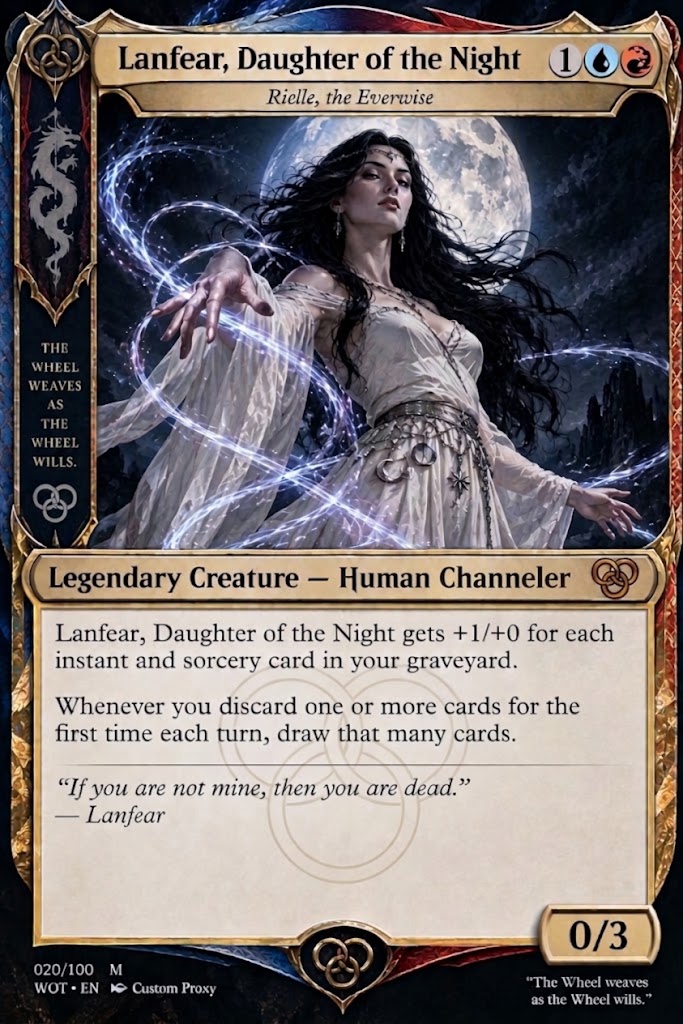 Lanfear, Daughter of the Night 1
Rielle, the Everwise
THE
WHEEL
WEAVES
AS
THE
WHEEL
WILLS.
Legendary Creature — Human Channeler
Lanfear, Daughter of the Night gets +1/+0 for each
instant and sorcery card in your graveyard.
Whenever you discard one or more cards for the
first time each turn, draw that many cards.
“If you are not mine, then you are dead.”
— Lanfear
0/3
020/100 M
WOT • EN Custom Proxy
“The Wheel weaves
as the Wheel wills.”